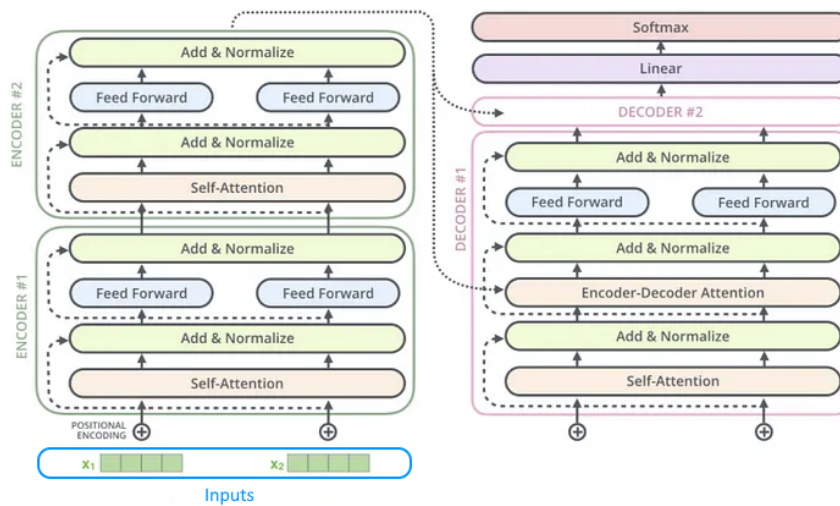 ENCODER #2
Add & Normalize
Feed Forward
Feed Forward
Add & Normalize
Self-Attention
ENCODER #1
Add & Normalize
Feed Forward
Feed Forward
Add & Normalize
Self-Attention
POSITIONAL
ENCODING
x₁
x₂
Inputs
Softmax
Linear
DECODER #2
DECODER #1
Add & Normalize
Feed Forward
Feed Forward
Add & Normalize
Encoder-Decoder Attention
Add & Normalize
Self-Attention